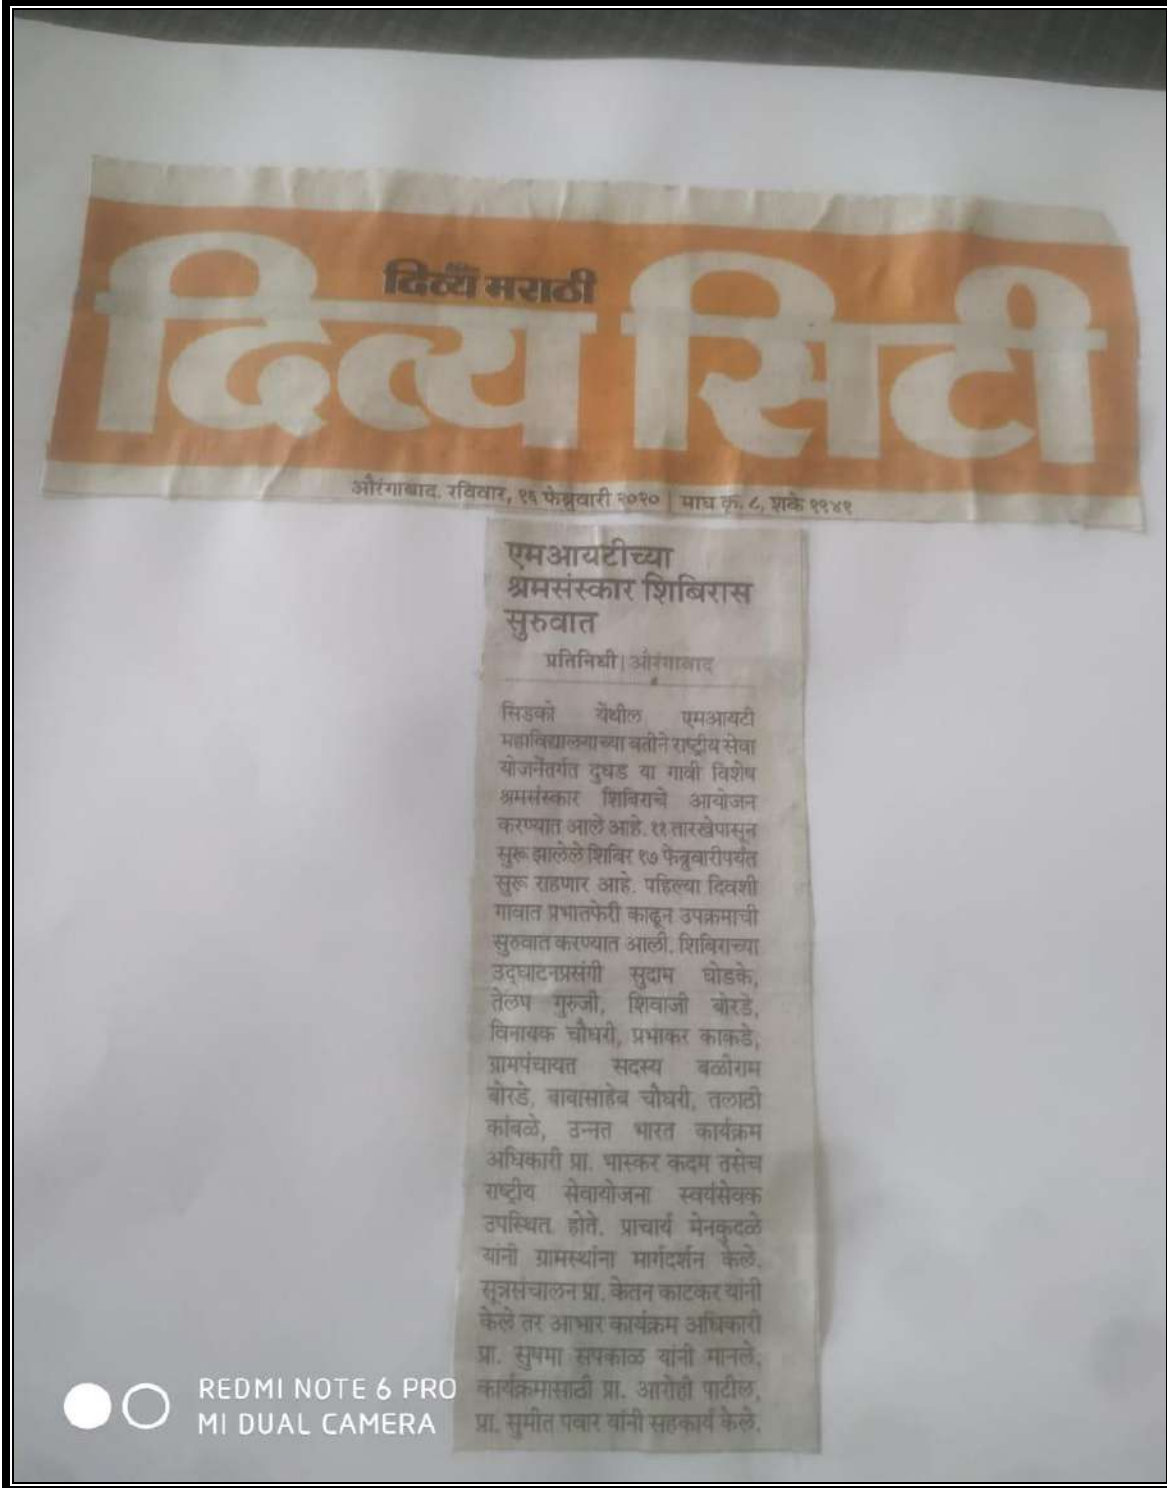 दिव्य मराठी
दिव्य सिटी
औरंगाबाद, रविवार, १६ फेब्रुवारी २०२० | माघ कृ. ८, शके १९४१
एमआयटीच्या
श्रमसंस्कार शिबिरास
सुरुवात
प्रतिनिधी | औरंगाबाद
सिडको येथील एमआयटी
महाविद्यालयाच्या वतीने राष्ट्रीय सेवा
योजनेंतर्गत दुधड या गावी विशेष
श्रमसंस्कार शिबिराचे आयोजन
करण्यात आले आहे. ११ तारखेपासून
सुरू झालेले शिबिर १७ फेब्रुवारीपर्यंत
सुरू राहणार आहे. पहिल्या दिवशी
गावात प्रभातफेरी काढून उपक्रमाची
सुरुवात करण्यात आली. शिबिराच्या
उद्घाटनप्रसंगी सुदाम घोडके,
तेलप गुरुजी, शिवाजी बोरडे,
विनायक चौधरी, प्रभाकर काकडे,
ग्रामपंचायत सदस्य बळीराम
बोरडे, बाबासाहेब चौधरी, तलाठी
कांबळे, उन्नत भारत कार्यक्रम
अधिकारी प्रा. भास्कर कदम तसेच
राष्ट्रीय सेवायोजना स्वयंसेवक
उपस्थित होते. प्राचार्य मेनकुदळे
यांनी ग्रामस्थांना मार्गदर्शन केले.
सूत्रसंचालन प्रा. केतन काटकर यांनी
केले तर आभार कार्यक्रम अधिकारी
प्रा. सुषमा सपकाळ यांनी मानले.
कार्यक्रमासाठी प्रा. आरोही पाटील,
प्रा. सुमीत पवार यांनी सहकार्य केले.
REDMI NOTE 6 PRO
MI DUAL CAMERA